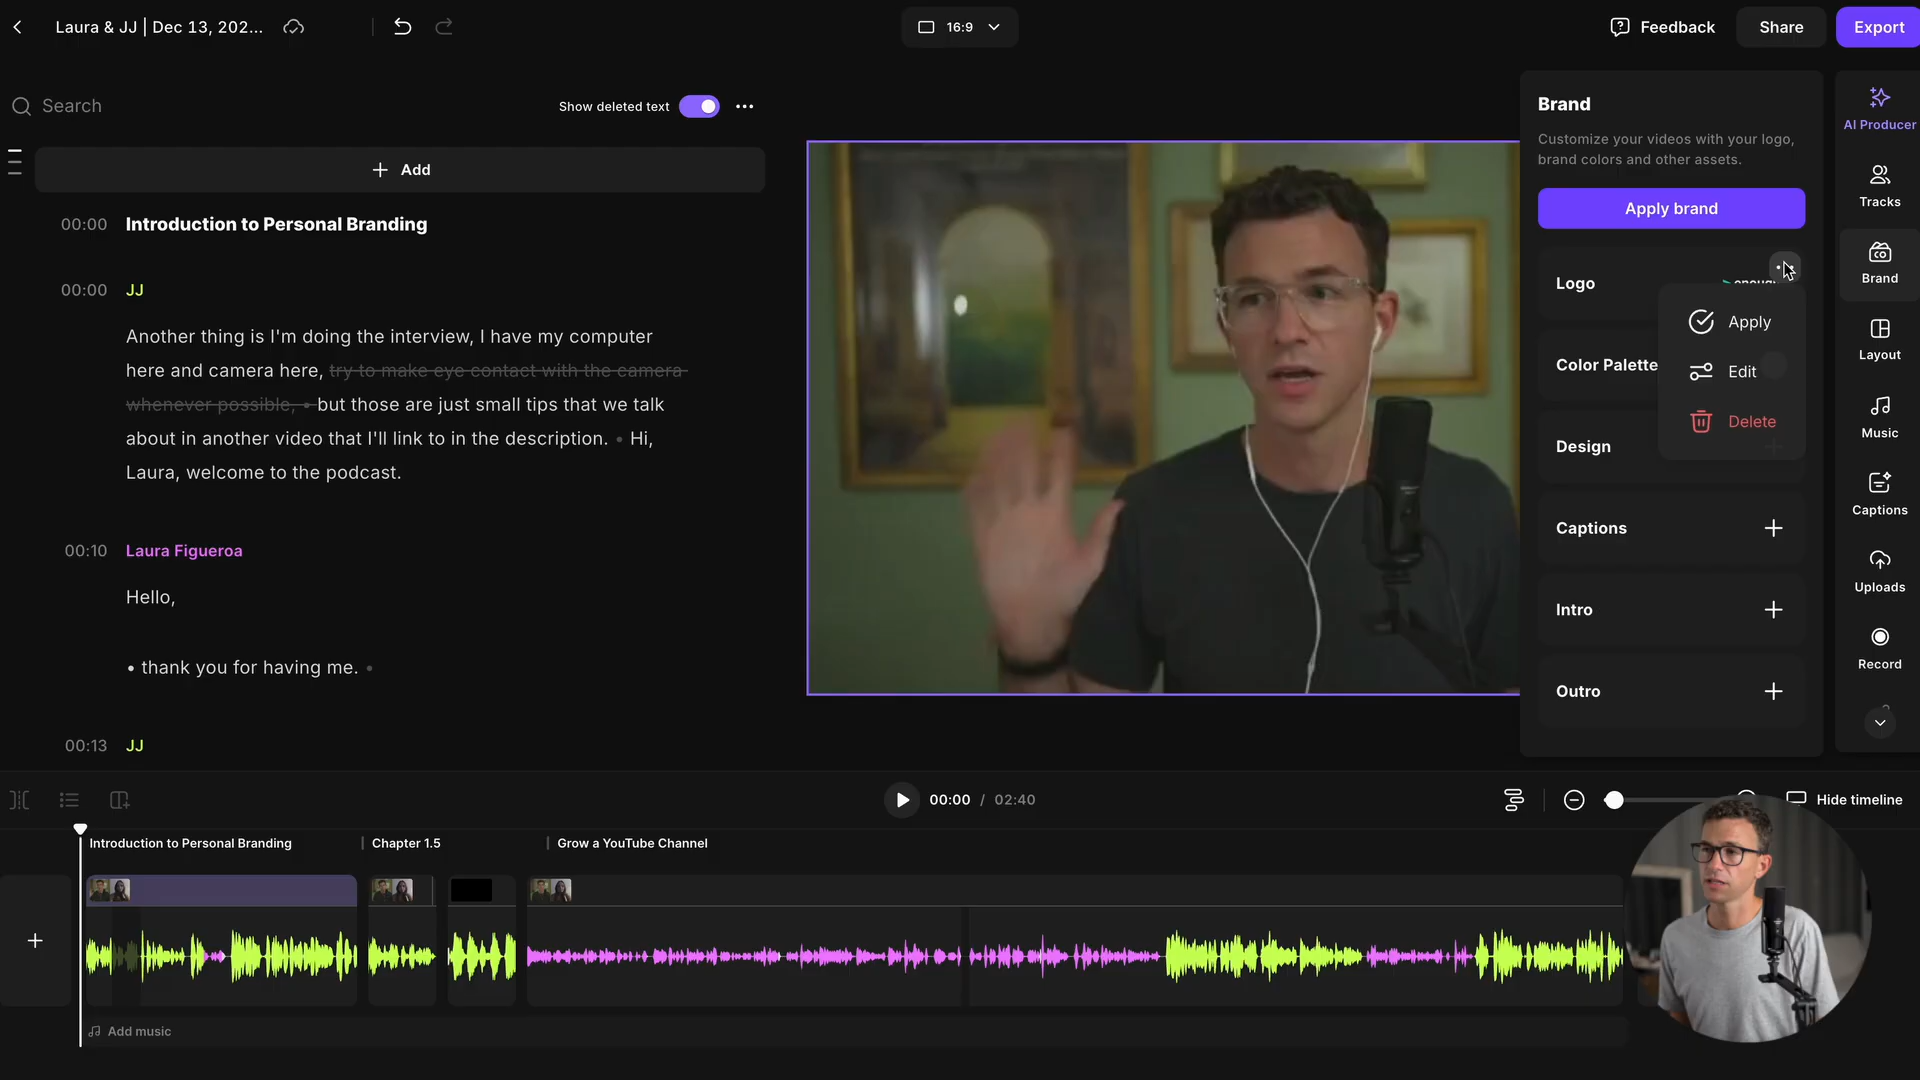 Laura & JJ | Dec 13, 202...
16:9
Feedback
Share
Export
Search
Show deleted text
Add
00:00 Introduction to Personal Branding
00:00 JJ
Another thing is I'm doing the interview, I have my computer
here and camera here, try to make eye contact with the camera
whenever possible, • but those are just small tips that we talk
about in another video that I'll link to in the description. • Hi,
Laura, welcome to the podcast.
00:10 Laura Figueroa
Hello,
• thank you for having me. •
00:13 JJ
Brand
Customize your videos with your logo,
brand colors and other assets.
Apply brand
Logo
Apply
Color Palette
Edit
Delete
Design
Captions
Intro
Outro
AI Producer
Tracks
Brand
Layout
Music
Captions
Uploads
Record
00:00 / 02:40
Hide timeline
Introduction to Personal Branding
Chapter 1.5
Grow a YouTube Channel
Add music